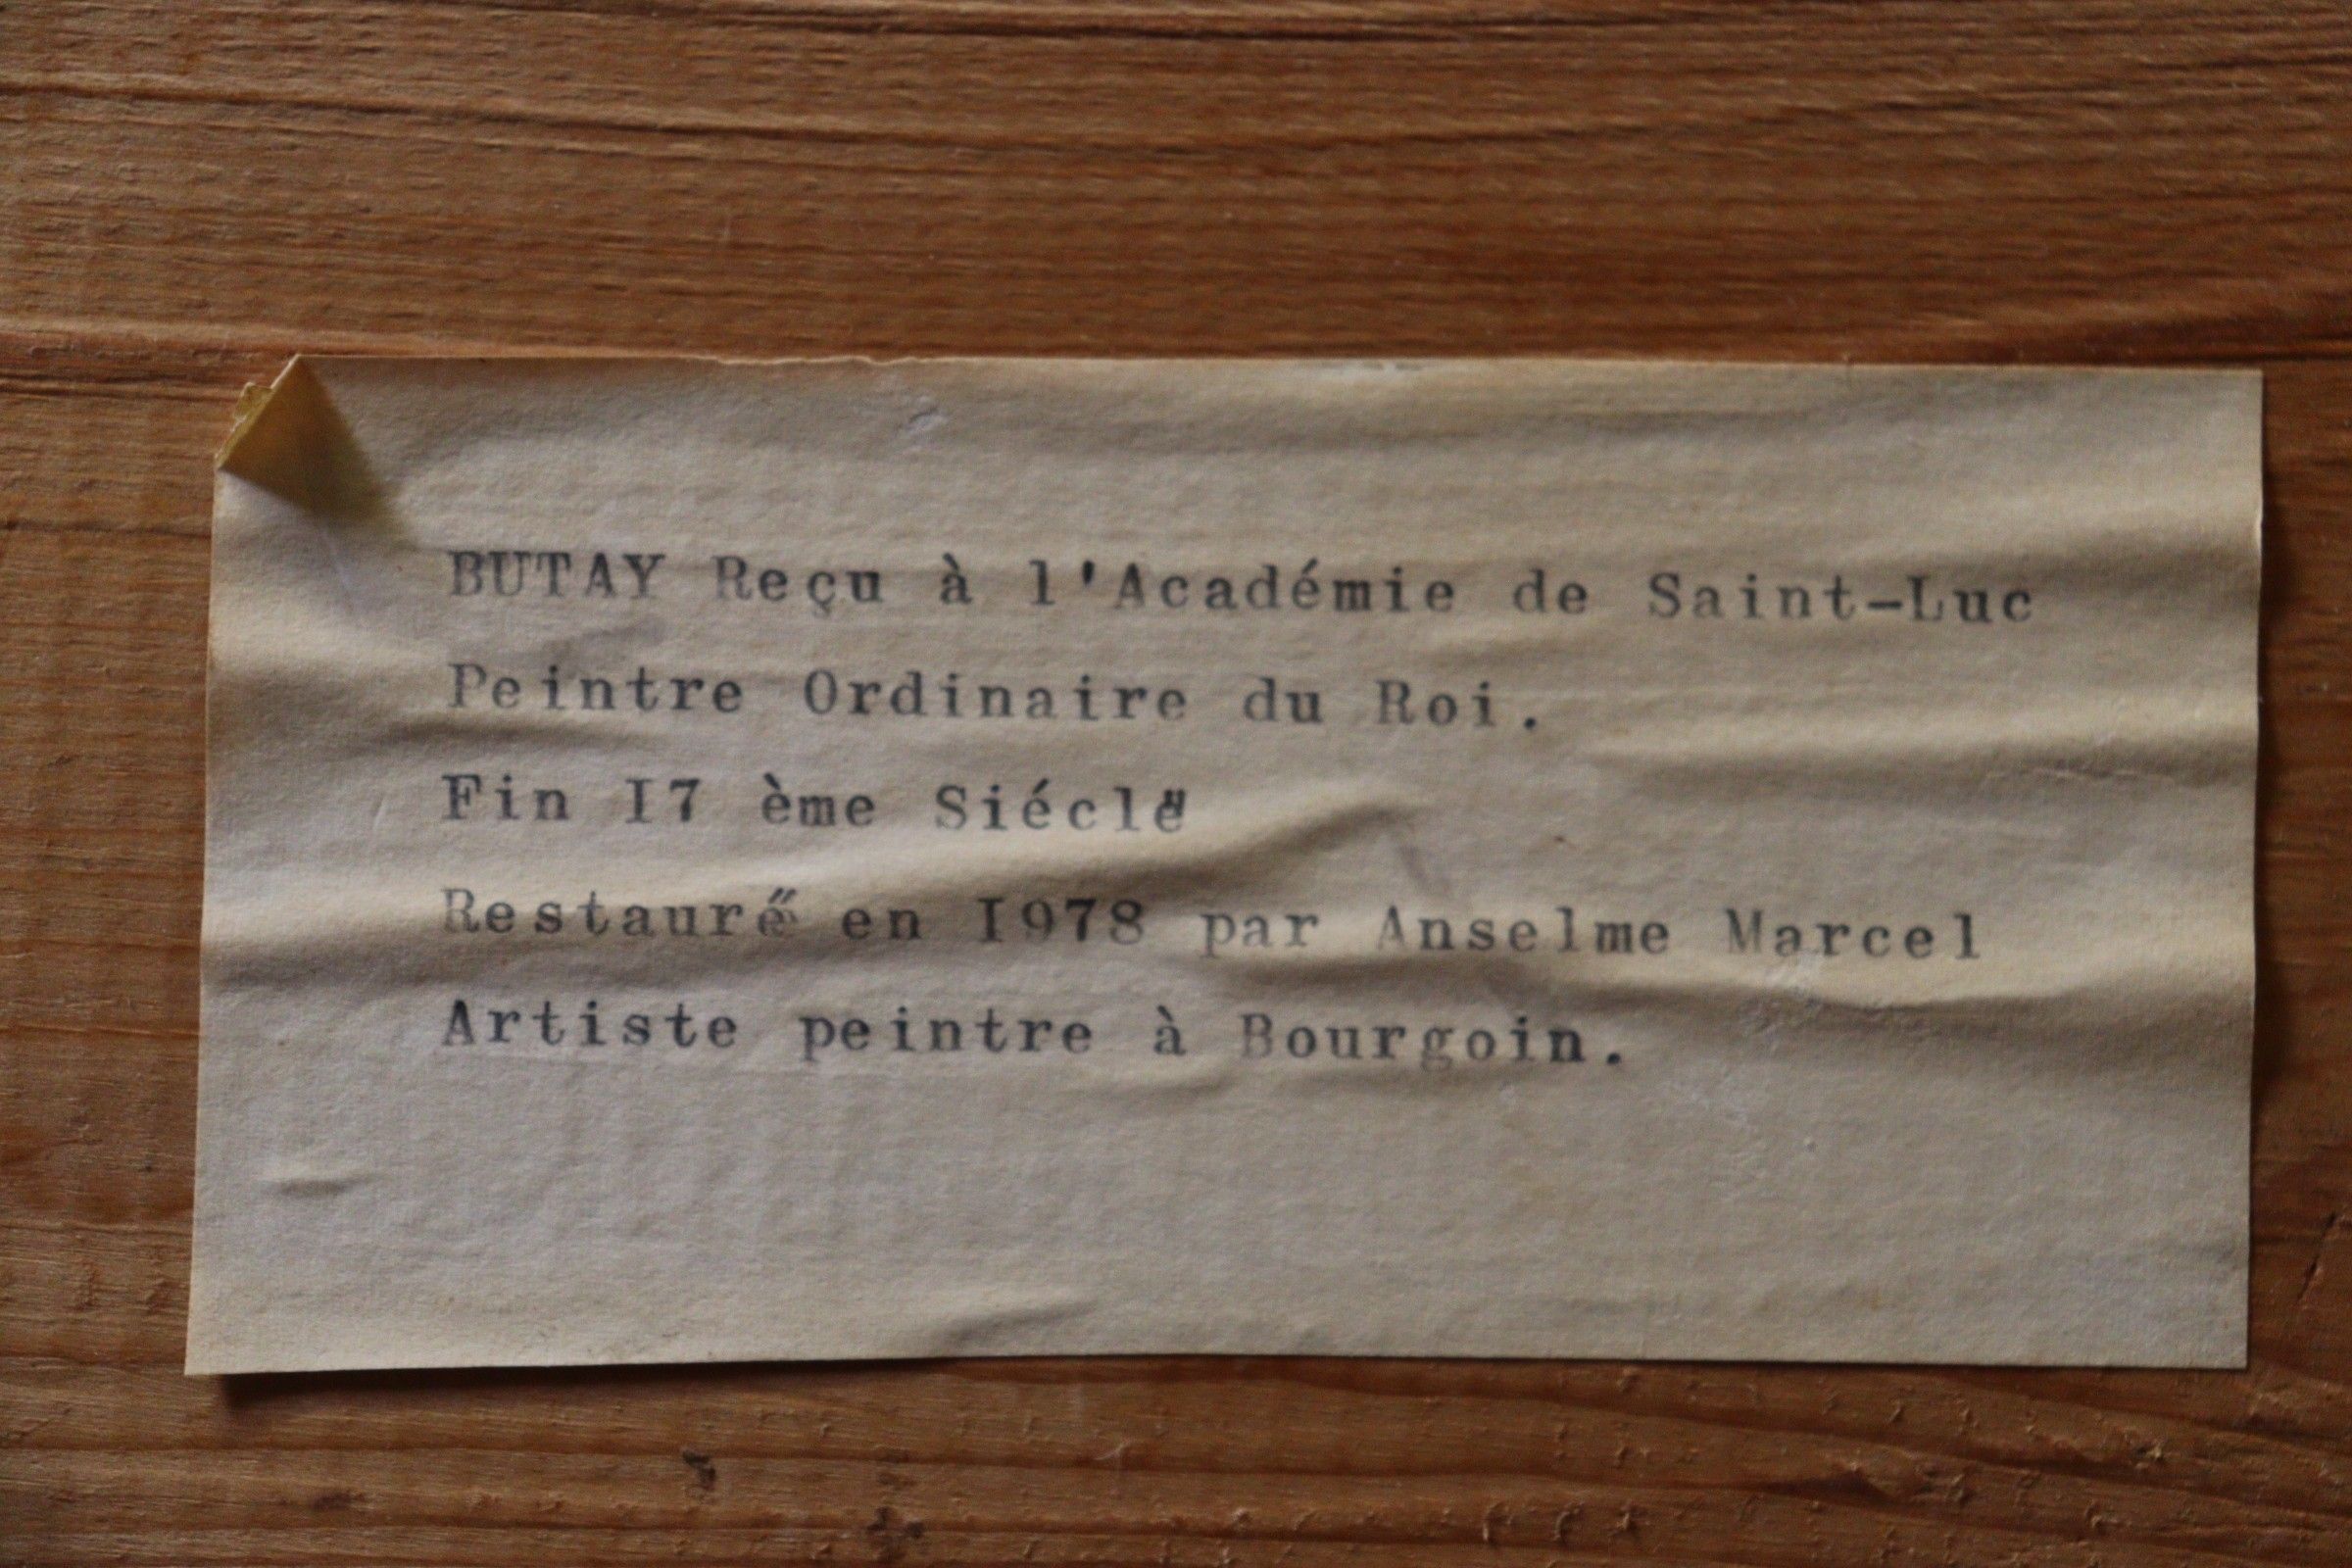 BUTAY Reçu à l'Académie de Saint-Luc
Peintre Ordinaire du Roi.
Fin I7 ème Siécle
Restauré en I978 par Anselme Marcel
Artiste peintre à Bourgoin.